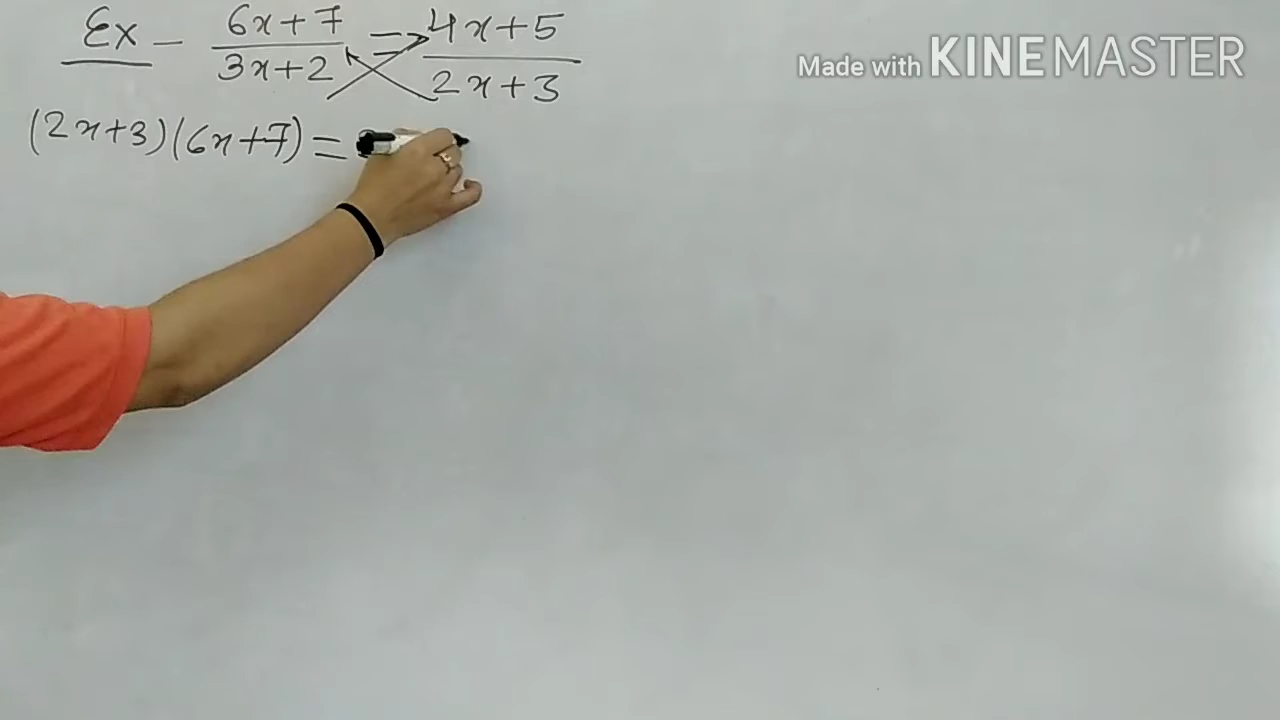 Ex - 6x+7/3x+2 = 4x+5/2x+3
(2x+3)(6x+7) =
Made with KINEMASTER